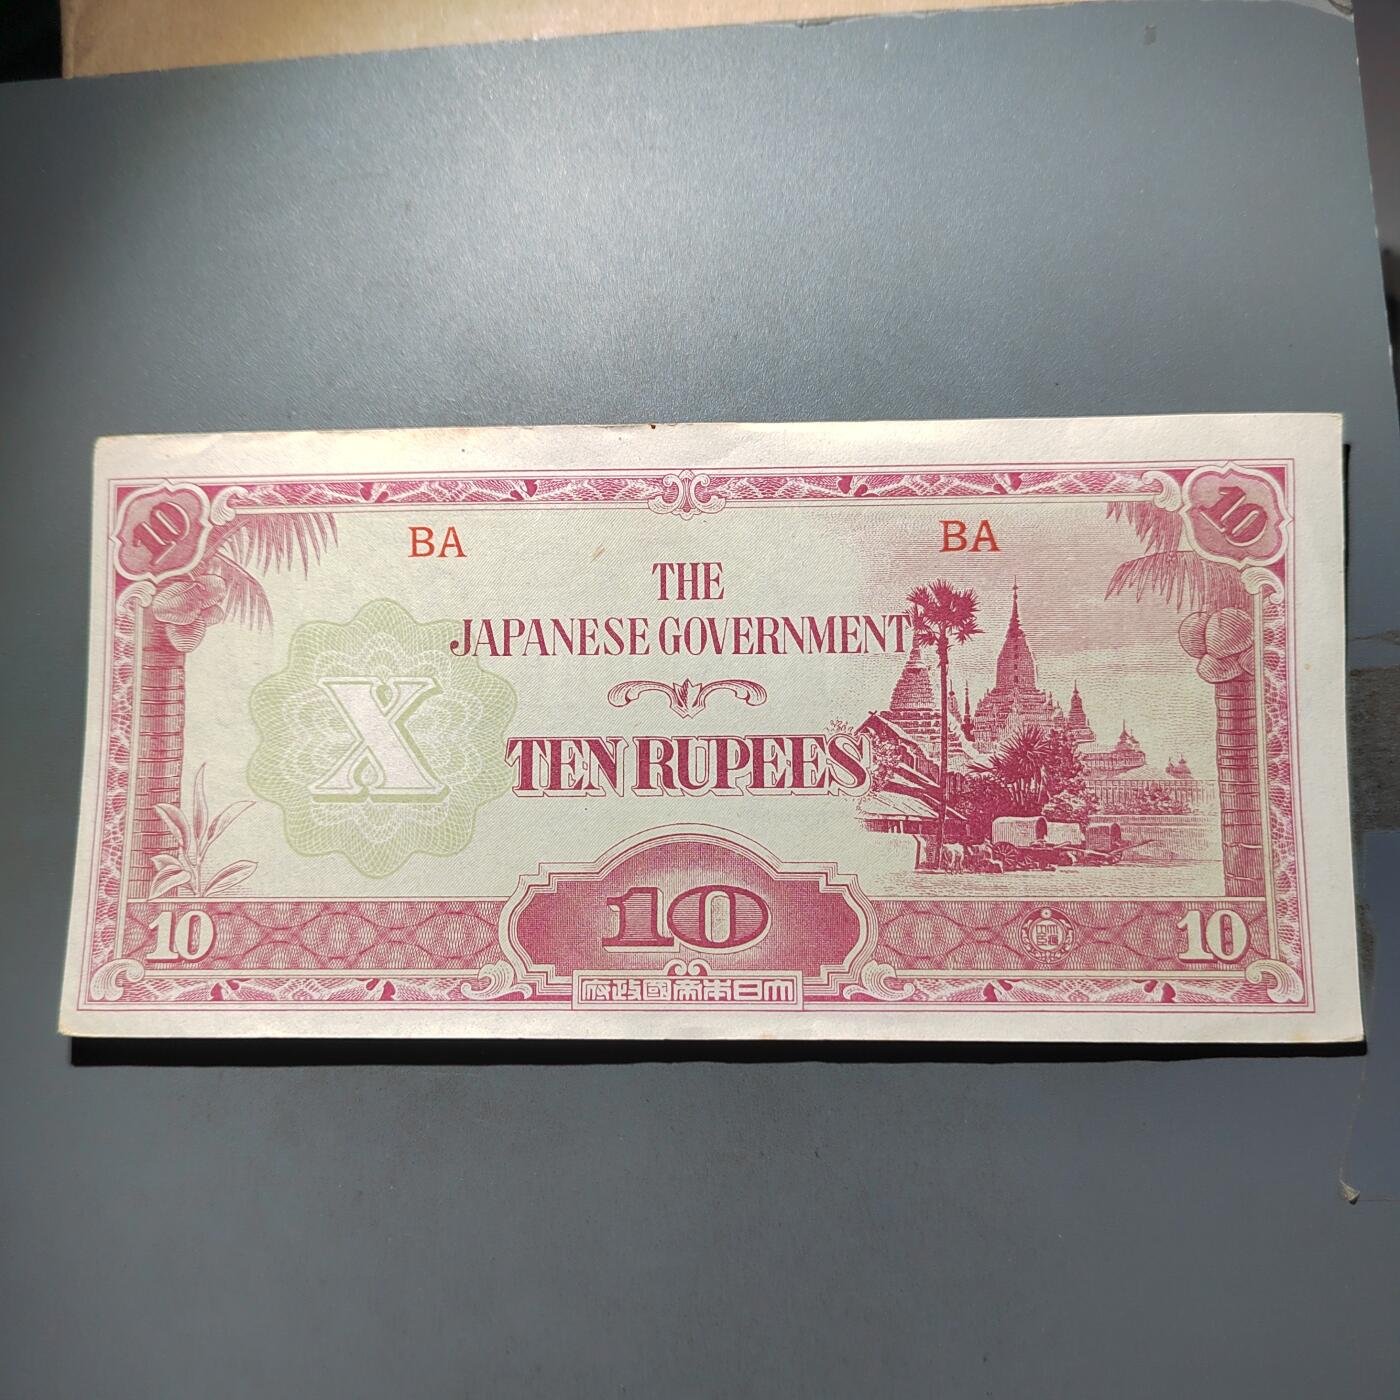 10 10
BA BA
THE
JAPANESE GOVERNMENT
X
TEN RUPEES
10 10 10
府政國帝本日大